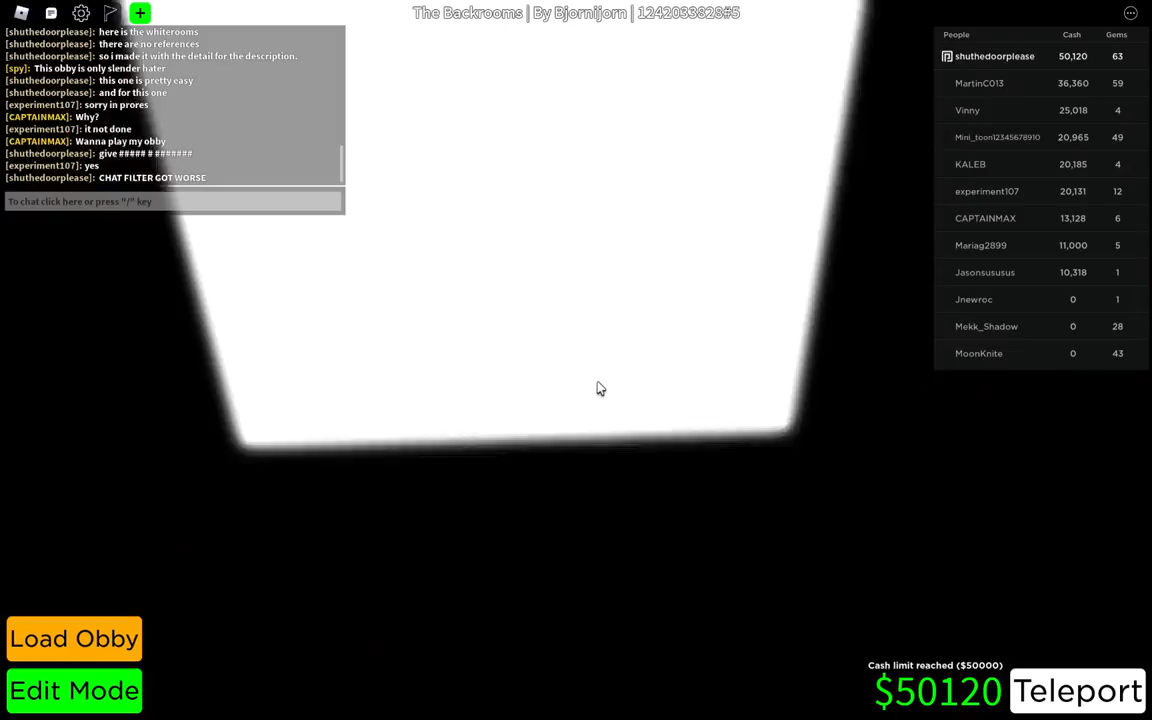 The Backrooms | By Bjornijorn | 1242033828#5
[shuthedoorplease]: here is the whiterooms
[shuthedoorplease]: there are no references
[shuthedoorplease]: so i made it with the detail for the description.
[spy]: This obby is only slender hater
[shuthedoorplease]: this one is pretty easy
[shuthedoorplease]: and for this one
[experiment107]: sorry in prores
[CAPTAINMAX]: Why?
[experiment107]: it not done
[CAPTAINMAX]: Wanna play my obby
[shuthedoorplease]: give ##### # #######
[experiment107]: yes
[shuthedoorplease]: CHAT FILTER GOT WORSE
To chat click here or press "/" key
People Cash Gems
shuthedoorplease 50,120 63
MartinC013 36,360 59
Vinny 25,018 4
Mini_toon12345678910 20,965 49
KALEB 20,185 4
experiment107 20,131 12
CAPTAINMAX 13,128 6
Mariag2899 11,000 5
Jasonsususus 10,318 1
Jnewroc 0 1
Mekk_Shadow 0 28
MoonKnite 0 43
Load Obby
Edit Mode
Cash limit reached ($50000)
$50120
Teleport